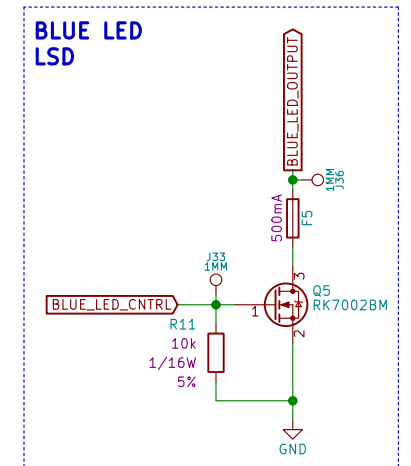 BLUE LED
LSD
BLUE_LED_OUTPUT
1MM
J36
500mA
F5
3
J33
1MM
Q5
RK7002BM
BLUE_LED_CNTRL
1
R11
10k
1/16W
5%
2
GND